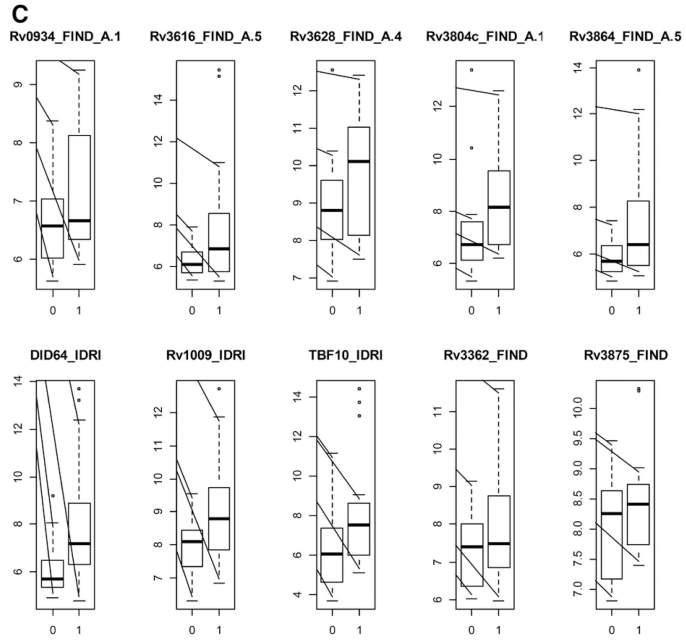 C
Rv0934_FIND_A.1 Rv3616_FIND_A.5 Rv3628_FIND_A.4 Rv3804c_FIND_A.1 Rv3864_FIND_A.5
9 8 7 6
14 12 10 8 6
12 11 10 9 8 7
12 10 8 6
14 12 10 8 6
0 1 0 1 0 1 0 1 0 1
DID64_IDRI Rv1009_IDRI TBF10_IDRI Rv3362_FIND Rv3875_FIND
14 12 10 8 6
12 11 10 9 8 7
14 12 10 8 6 4
11 10 9 8 7 6
10.0 9.5 9.0 8.5 8.0 7.5 7.0
0 1 0 1 0 1 0 1 0 1